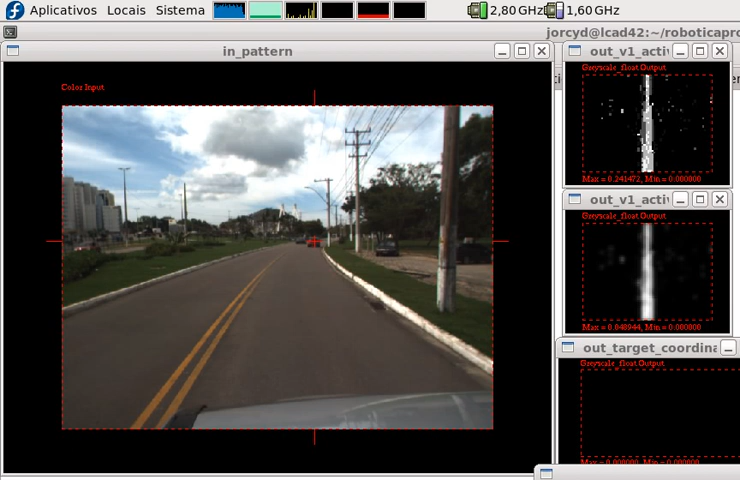 Aplicativos Locais Sistema 2,80 GHz 1,60 GHz
jorcyd@lcad42:~/roboticapro
in_pattern
Color Input
out_v1_activ
Greyscale_float Output
Max = 0.241472, Min = 0.000000
out_v1_activ
Greyscale_float Output
Max = 0.048944, Min = 0.000000
out_target_coordina
Greyscale_float Output
Max = 0.000000, Min = 0.000000